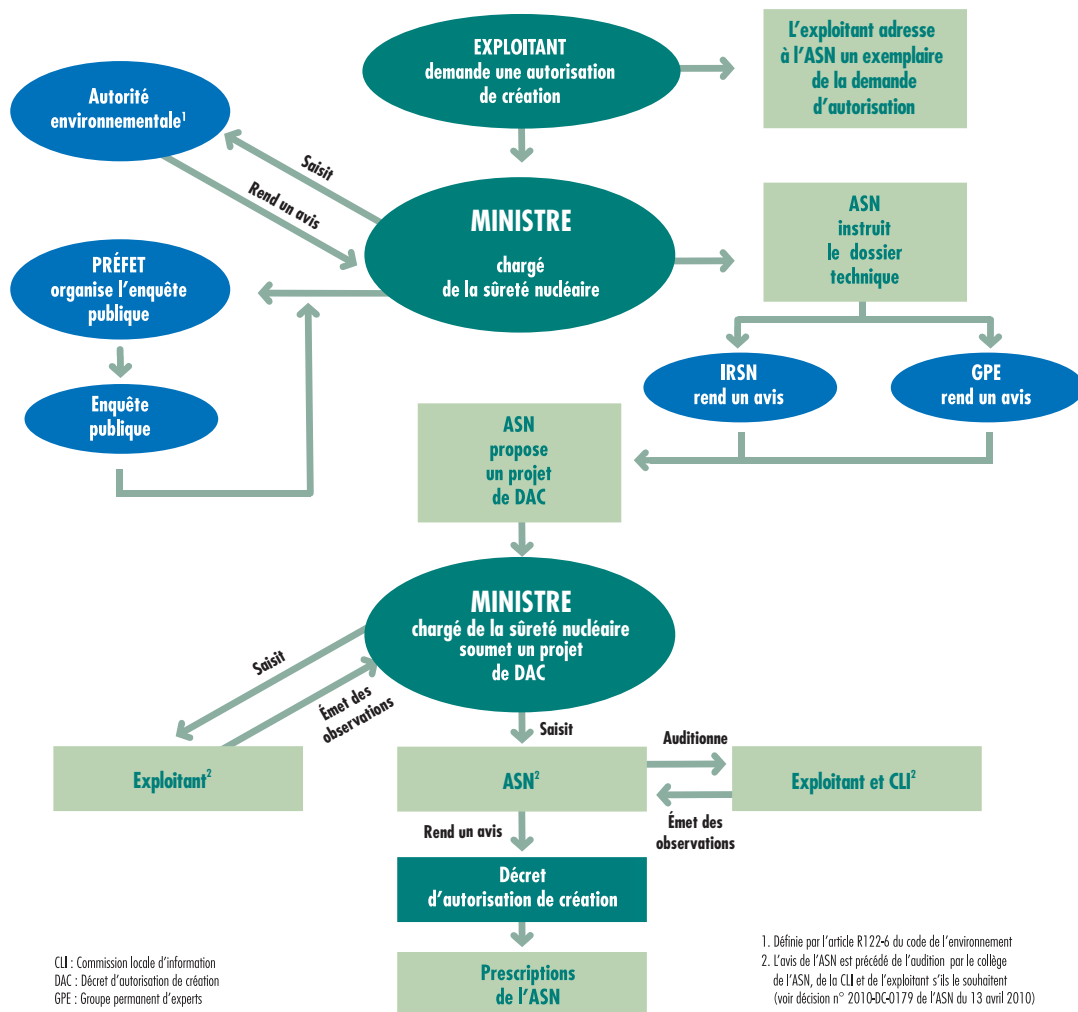 EXPLOITANT
demande une autorisation
de création
L'exploitant adresse
à l'ASN un exemplaire
de la demande
d'autorisation
Autorité
environnementale1
Saisit
Rend un avis
MINISTRE
chargé
de la sûreté nucléaire
ASN
instruit
le dossier
technique
PRÉFET
organise l'enquête
publique
Enquête
publique
IRSN
rend un avis
GPE
rend un avis
ASN
propose
un projet
de DAC
MINISTRE
chargé de la sûreté nucléaire
soumet un projet
de DAC
Saisit
Émet des
observations
Saisit
Auditionne
Exploitant2
ASN2
Exploitant et CLI2
Émet des
observations
Rend un avis
Décret
d'autorisation de création
Prescriptions
de l'ASN
CLI : Commission locale d'information
DAC : Décret d'autorisation de création
GPE : Groupe permanent d'experts
1. Définie par l'article R122-6 du code de l'environnement
2. L'avis de l'ASN est précédé de l'audition par le collège
de l'ASN, de la CLI et de l'exploitant s'ils le souhaitent
(voir décision n° 2010-DC-0179 de l'ASN du 13 avril 2010)